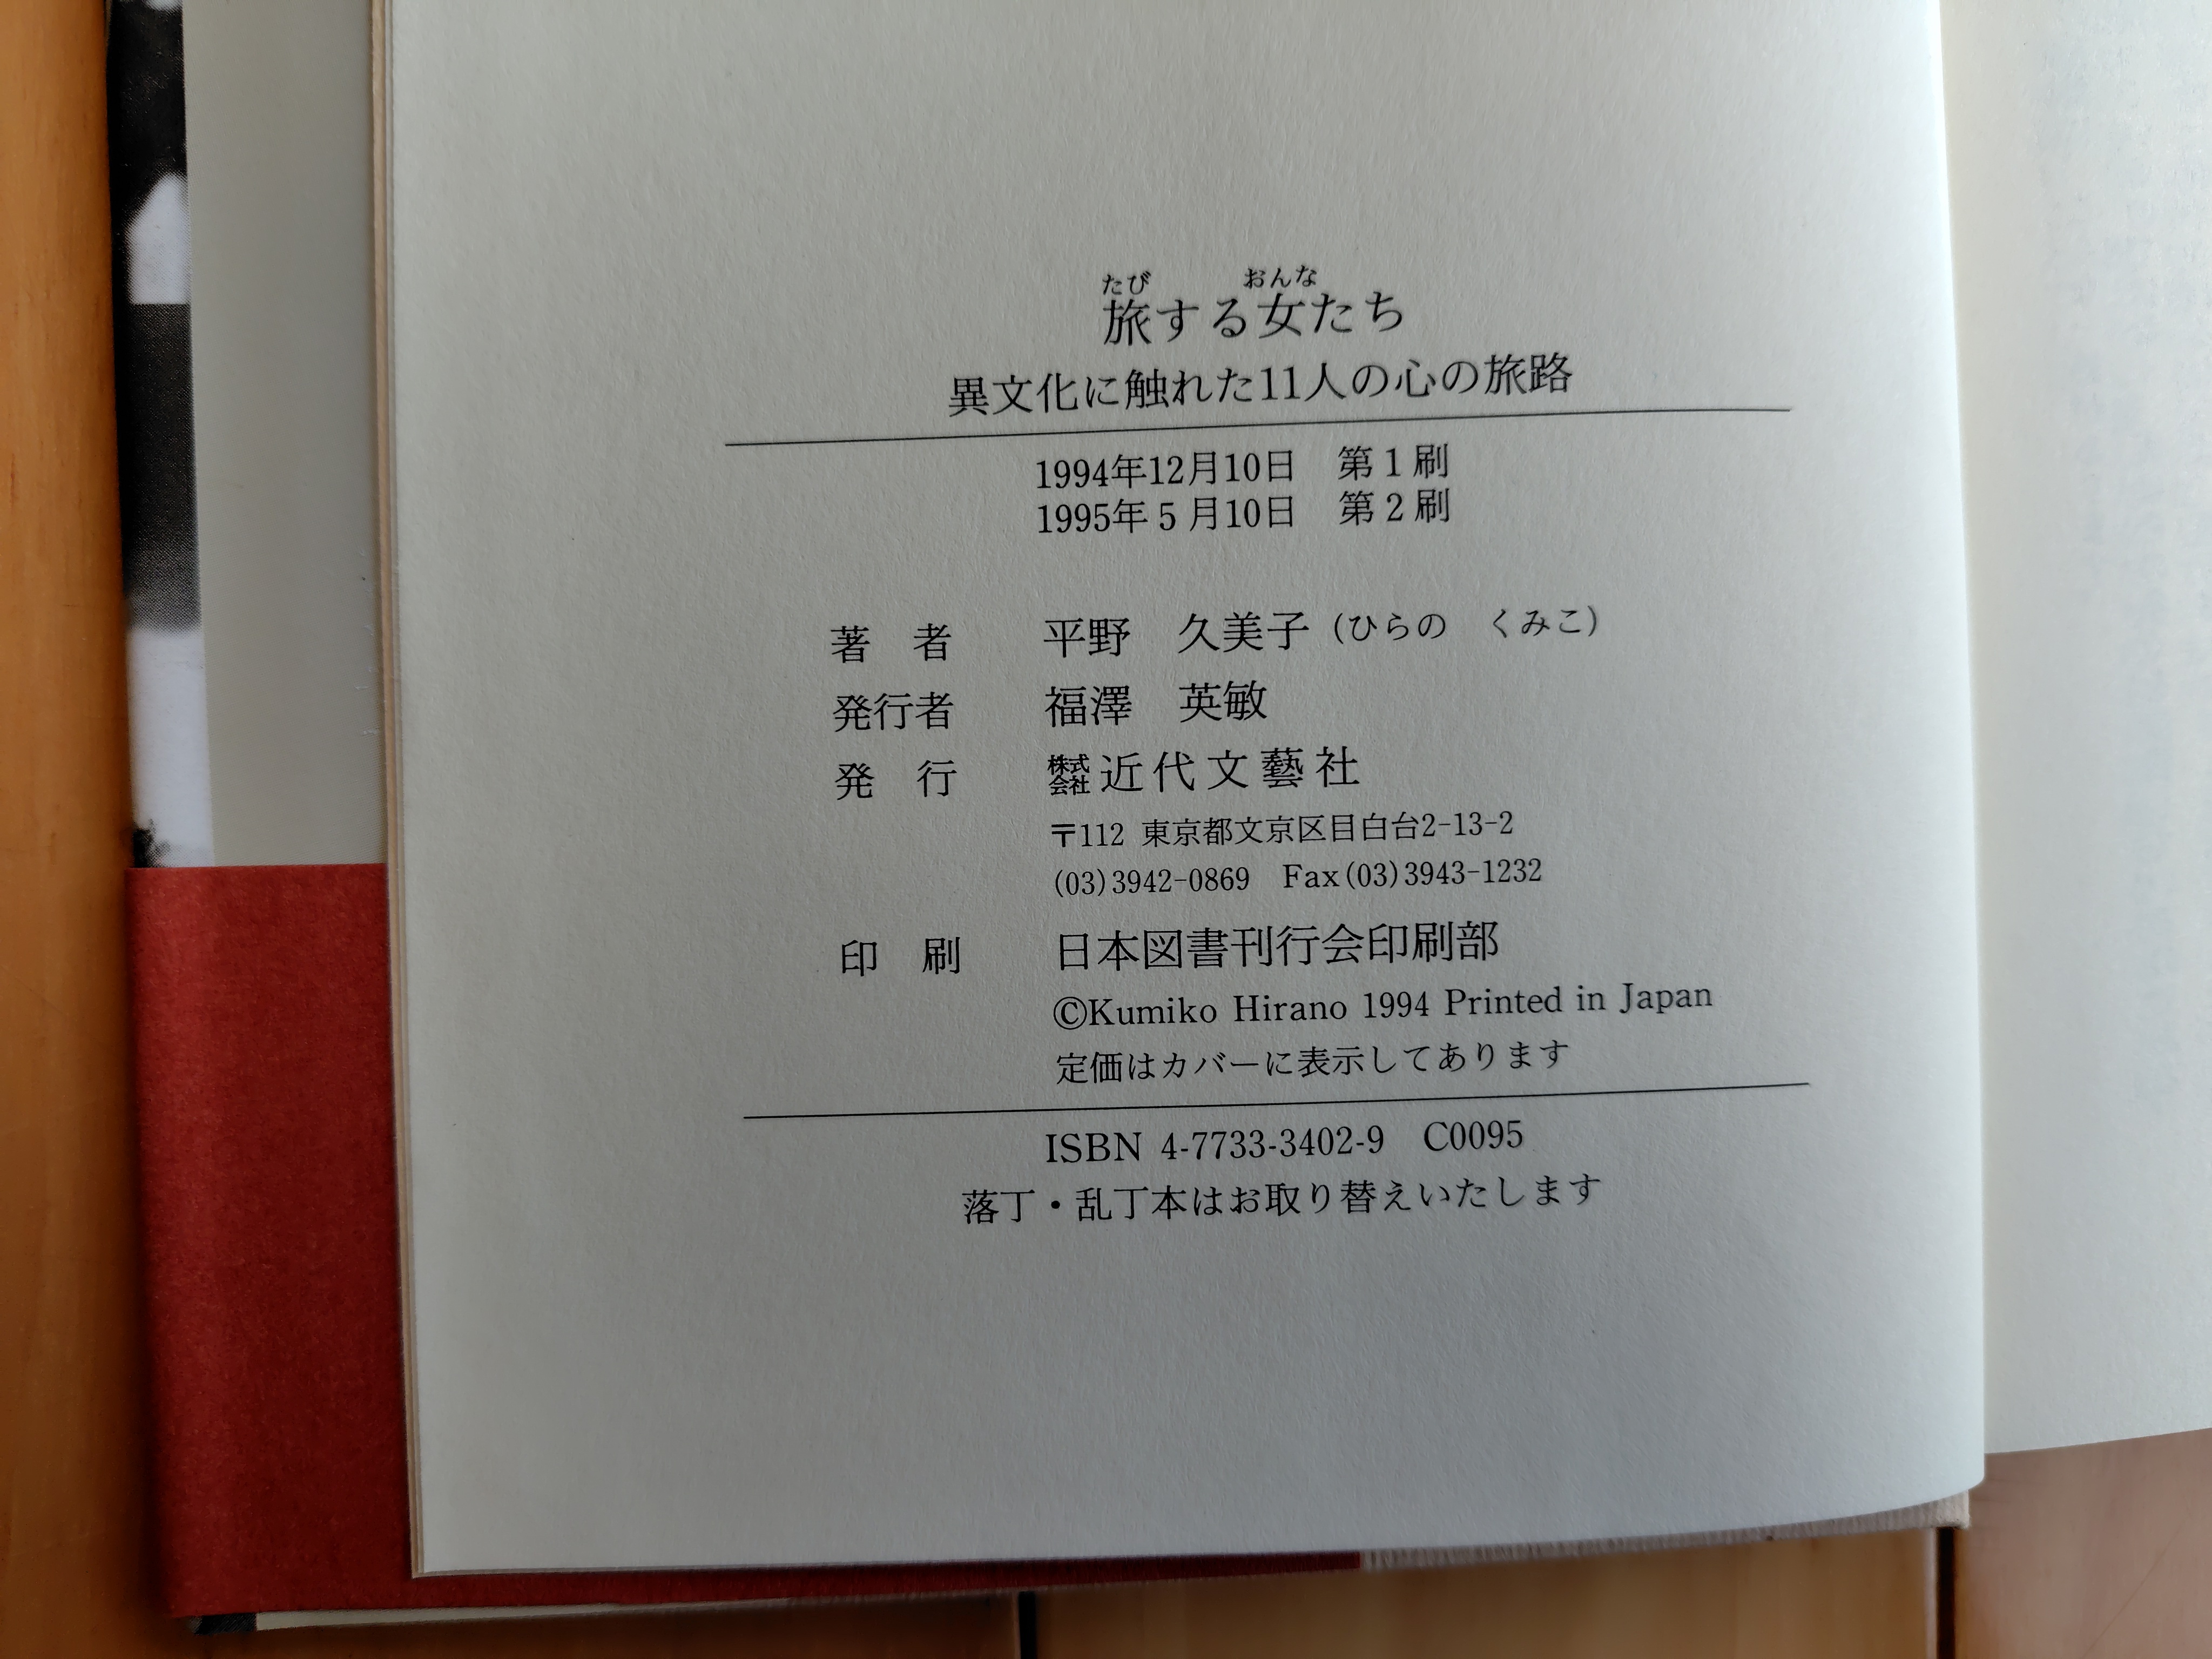 たび おんな
旅する女たち
異文化に触れた11人の心の旅路
1994年12月10日 第1刷
1995年5月10日 第2刷
著 者 平野 久美子(ひらの くみこ)
発行者 福澤 英敏
発 行 株式会社 近代文藝社
〒112 東京都文京区目白台2-13-2
(03)3942-0869 Fax(03)3943-1232
印 刷 日本図書刊行会印刷部
©Kumiko Hirano 1994 Printed in Japan
定価はカバーに表示してあります
ISBN 4-7733-3402-9 C0095
落丁・乱丁本はお取り替えいたします